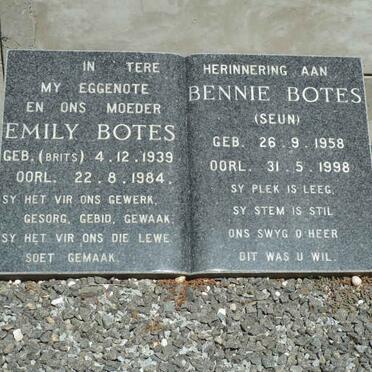 IN TERE
MY EGGENOTE
EN ONS MOEDER
EMILY BOTES
GEB. (BRITS) 4.12.1939
OORL. 22.8.1984.
SY HET VIR ONS GEWERK,
GESORG, GEBID, GEWAAK.
SY HET VIR ONS DIE LEWE
SOET GEMAAK.
HERINNERING AAN
BENNIE BOTES
(SEUN)
GEB. 26.9.1958
OORL. 31.5.1998
SY PLEK IS LEEG,
SY STEM IS STIL
ONS SWYG O HEER
DIT WAS U WIL.